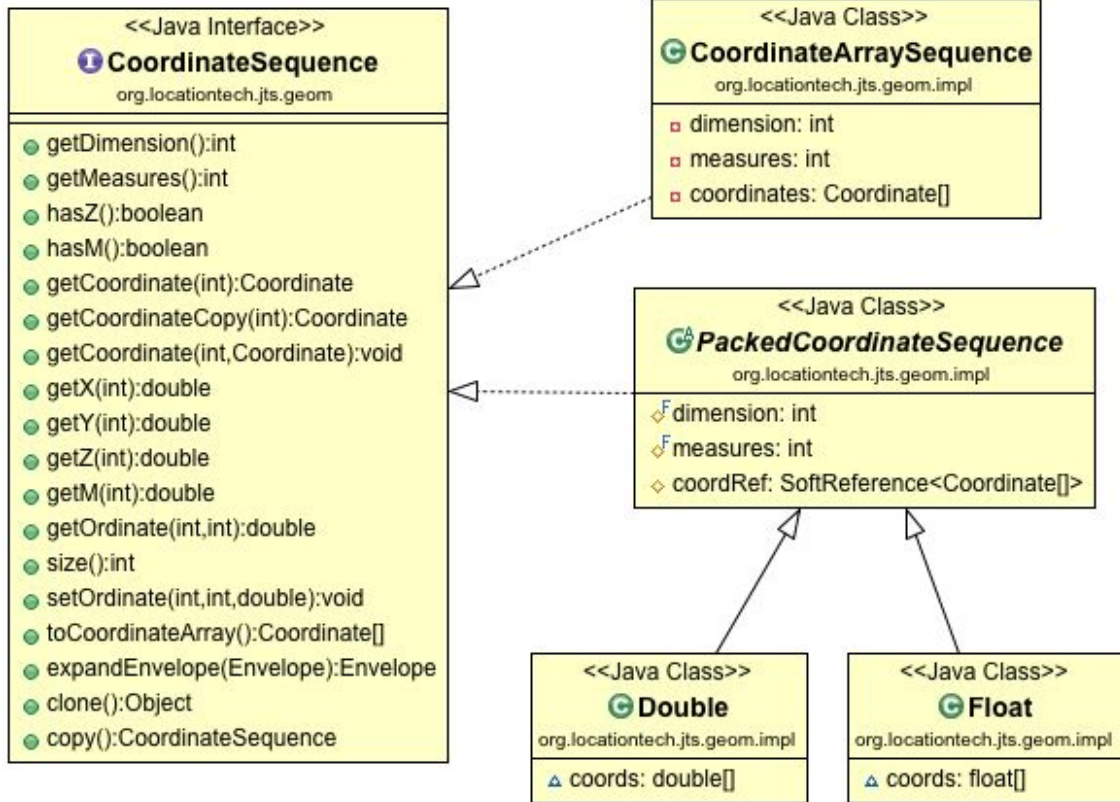 <<Java Interface>>
CoordinateSequence
org.locationtech.jts.geom
getDimension():int
getMeasures():int
hasZ():boolean
hasM():boolean
getCoordinate(int):Coordinate
getCoordinateCopy(int):Coordinate
getCoordinate(int,Coordinate):void
getX(int):double
getY(int):double
getZ(int):double
getM(int):double
getOrdinate(int,int):double
size():int
setOrdinate(int,int,double):void
toCoordinateArray():Coordinate[]
expandEnvelope(Envelope):Envelope
clone():Object
copy():CoordinateSequence
<<Java Class>>
CoordinateArraySequence
org.locationtech.jts.geom.impl
dimension: int
measures: int
coordinates: Coordinate[]
<<Java Class>>
PackedCoordinateSequence
org.locationtech.jts.geom.impl
dimension: int
measures: int
coordRef: SoftReference<Coordinate[]>
<<Java Class>>
Double
org.locationtech.jts.geom.impl
coords: double[]
<<Java Class>>
Float
org.locationtech.jts.geom.impl
coords: float[]